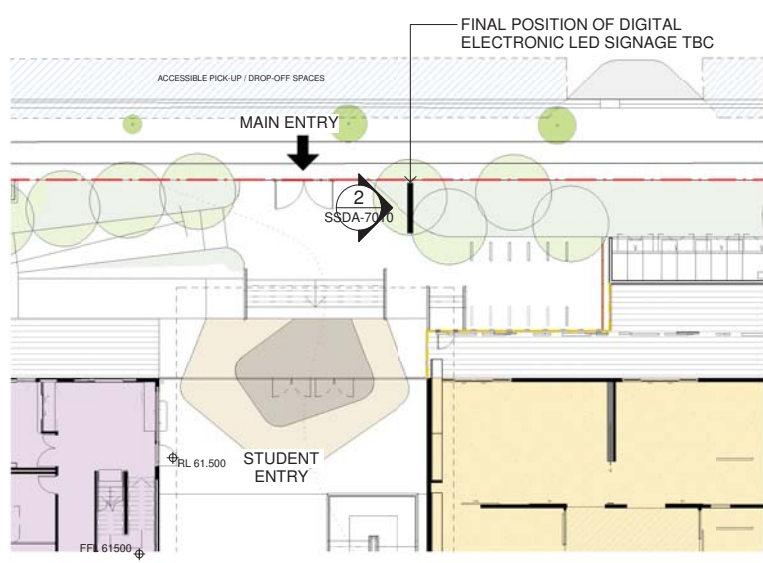 FINAL POSITION OF DIGITAL
ELECTRONIC LED SIGNAGE TBC
ACCESSIBLE PICK-UP / DROP-OFF SPACES
MAIN ENTRY
2
SSDA-7010
STUDENT
ENTRY
RL 61.500
FFL 61500